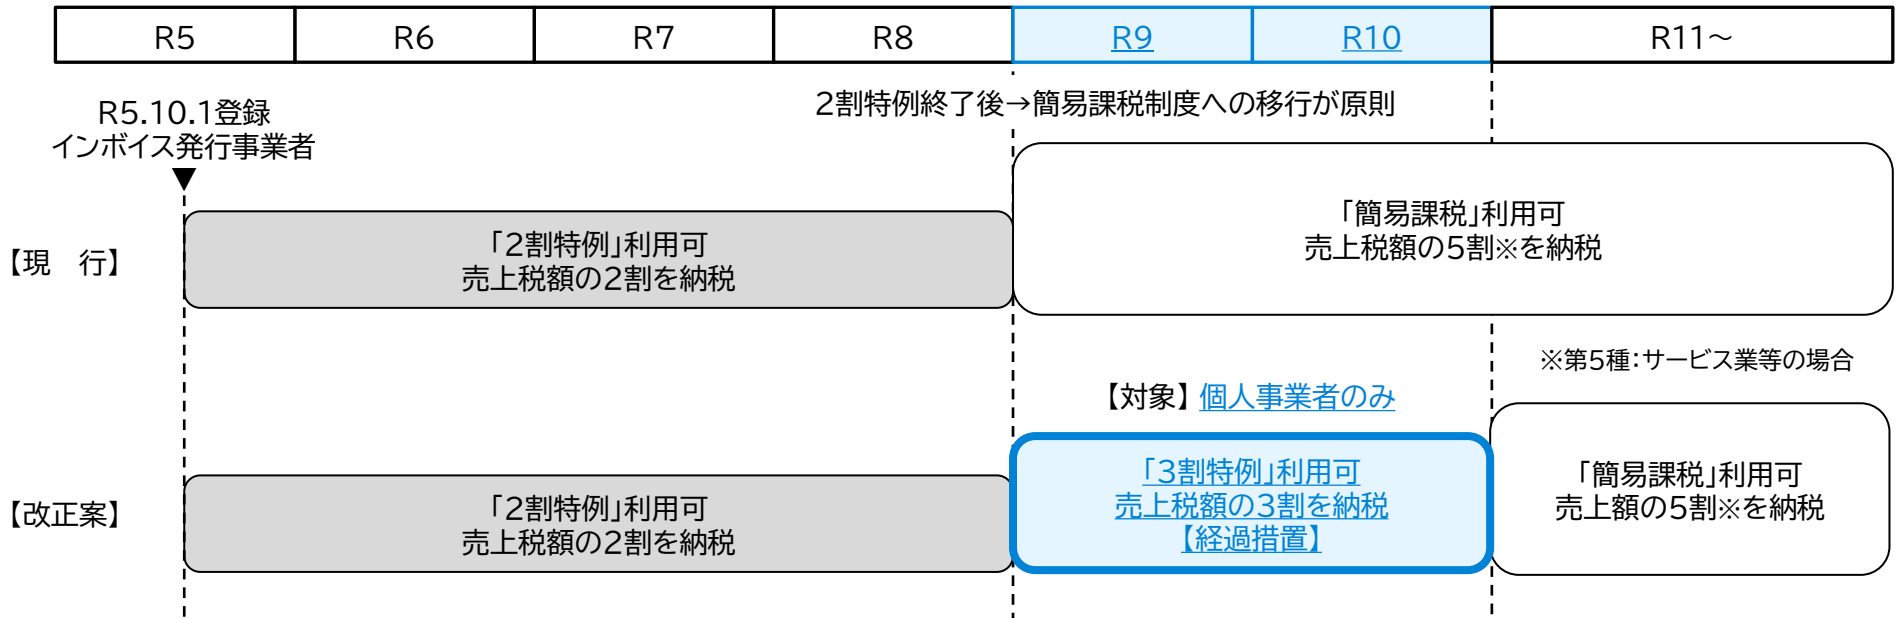 R5 R6 R7 R8 R9 R10 R11～
2割特例終了後→簡易課税制度への移行が原則
R5.10.1登録
インボイス発行事業者
▼
【現　行】
「2割特例」利用可
売上税額の2割を納税
「簡易課税」利用可
売上税額の5割※を納税
※第5種：サービス業等の場合
【対象】個人事業者のみ
【改正案】
「2割特例」利用可
売上税額の2割を納税
「3割特例」利用可
売上税額の3割を納税
【経過措置】
「簡易課税」利用可
売上額の5割※を納税